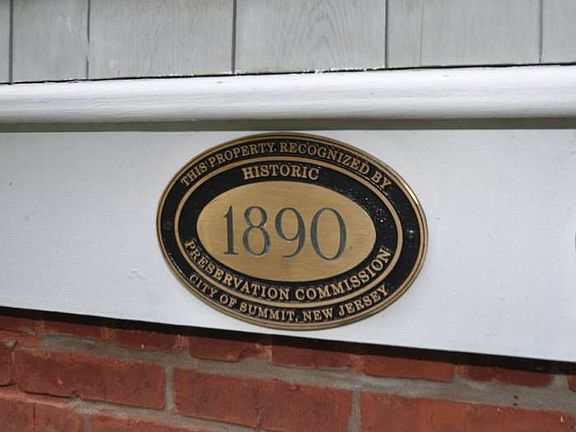 THIS PROPERTY RECOGNIZED BY
HISTORIC
1890
PRESERVATION COMMISSION
CITY OF SUMMIT, NEW JERSEY